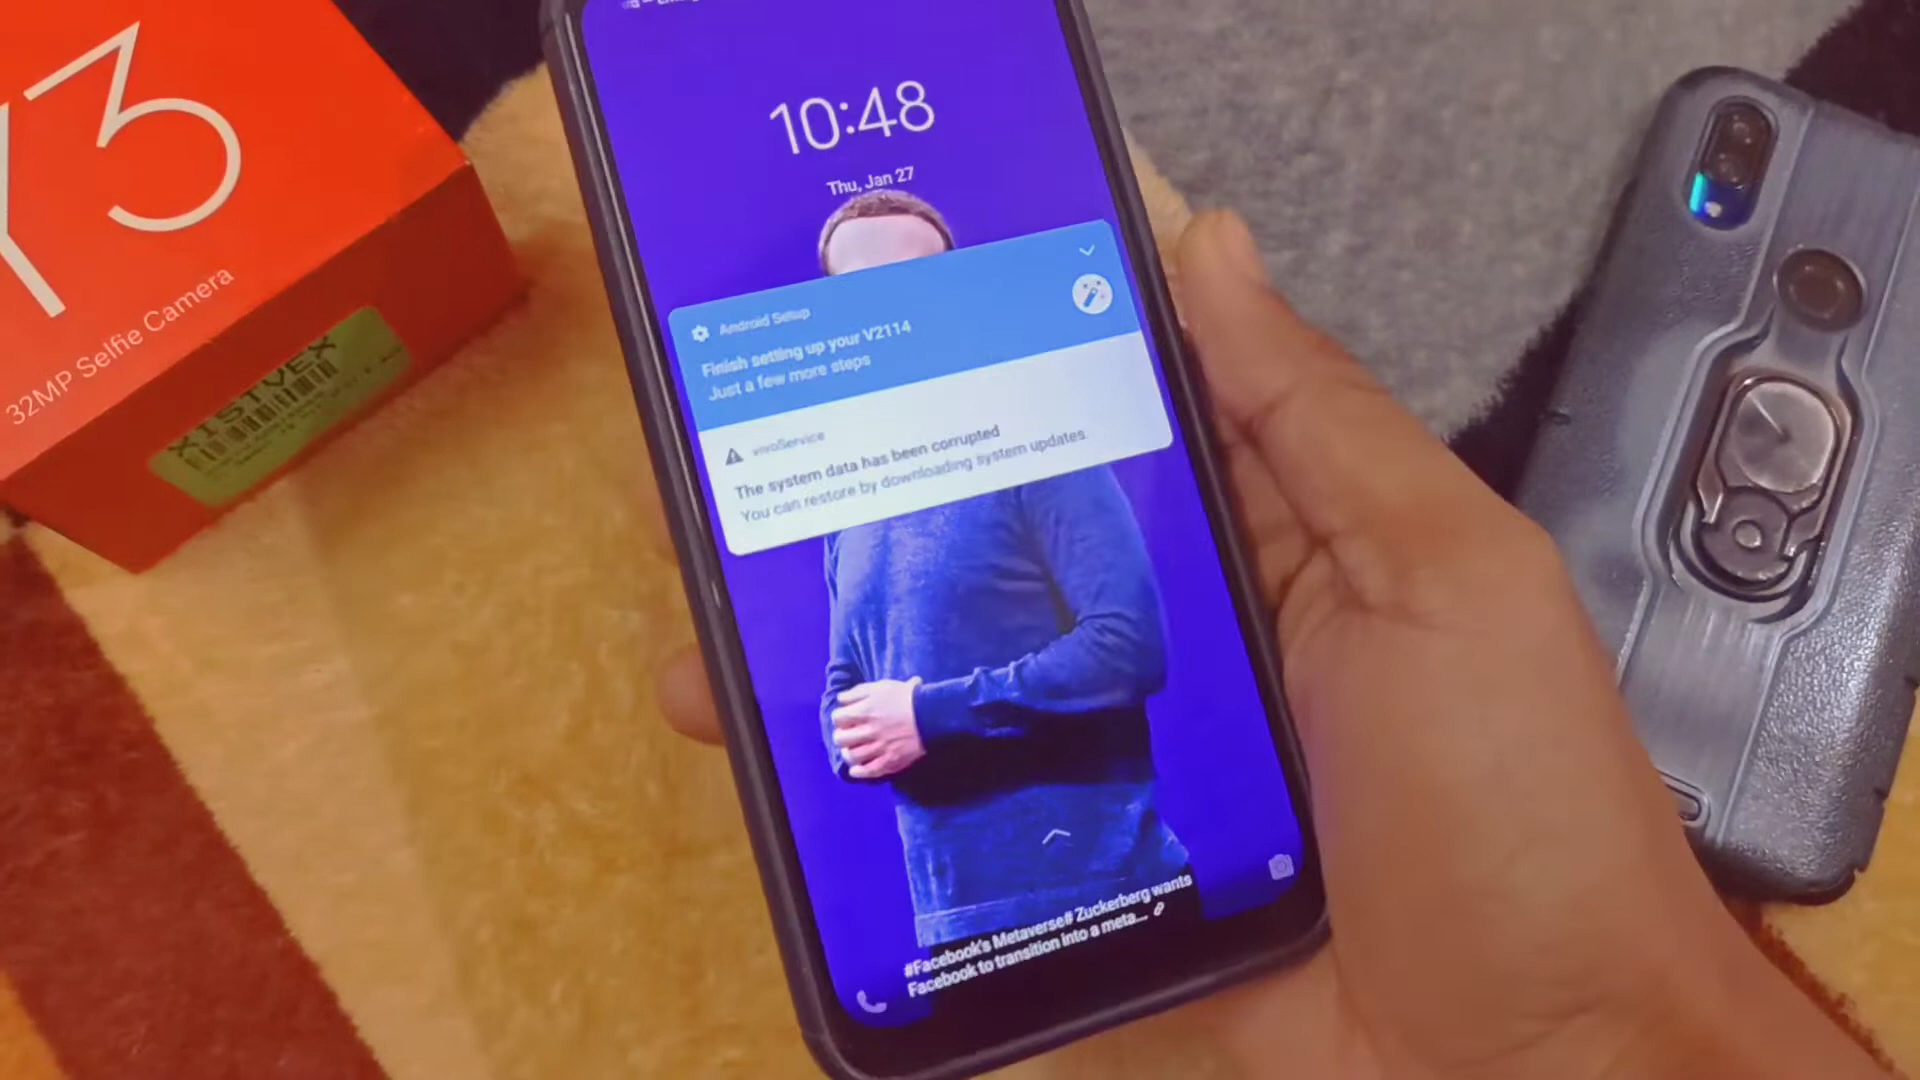 Y3
32MP Selfie Camera
10:48
Thu, Jan 27
Android Setup
Finish setting up your V2114
Just a few more steps
vivoService
The system data has been corrupted
You can restore by downloading system updates.
#Facebook's Metaverse# Zuckerberg wants
Facebook to transition into a meta...